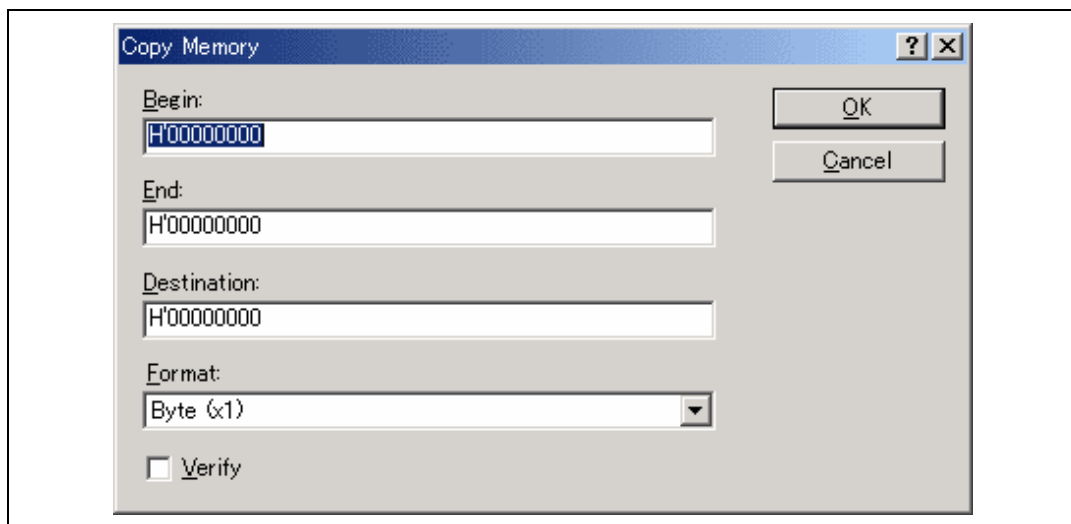 Copy Memory
Begin:
H'00000000
OK
Cancel
End:
H'00000000
Destination:
H'00000000
Format:
Byte (x1)
Verify